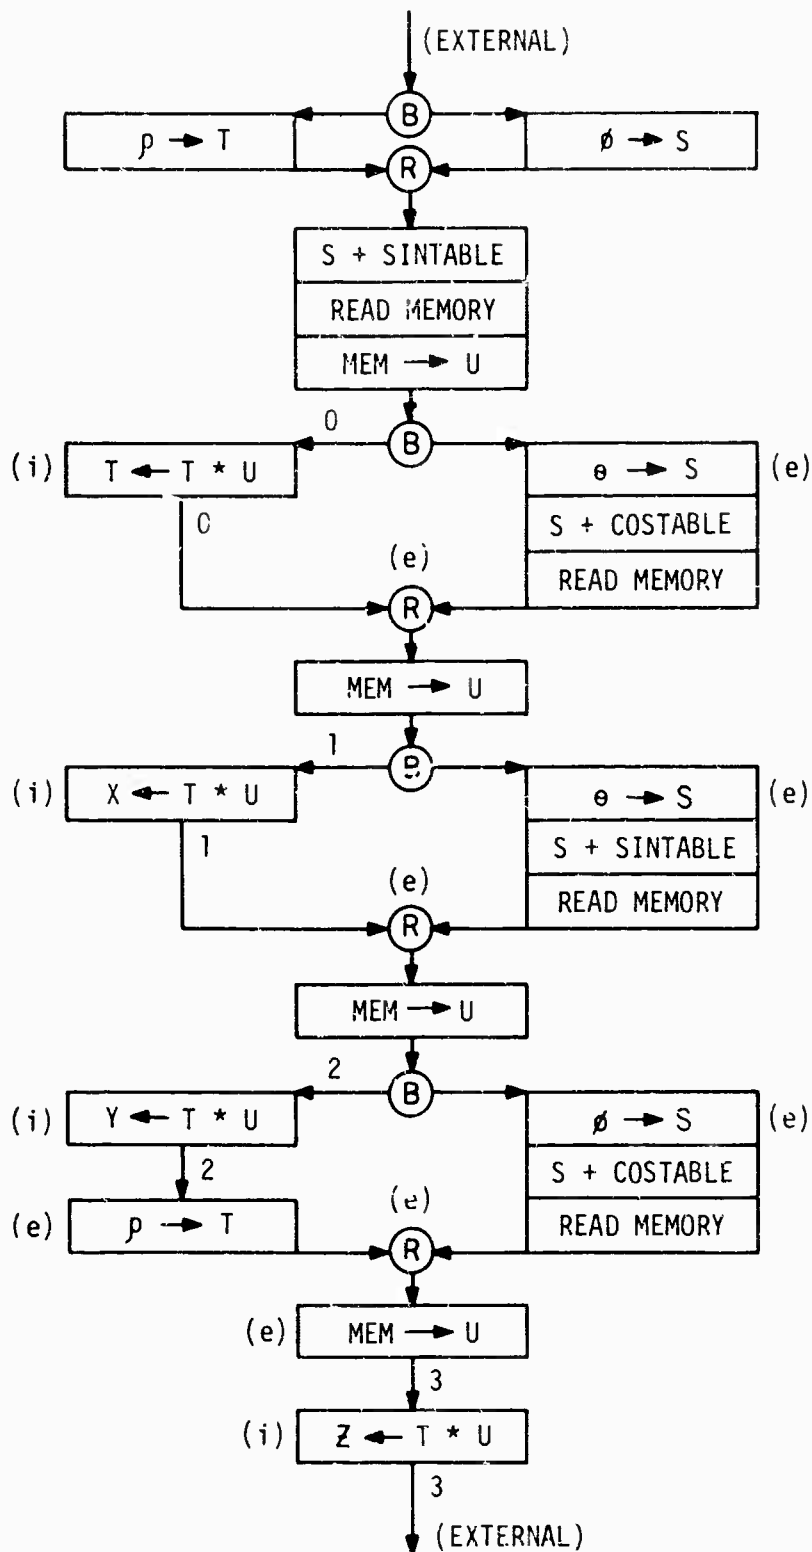 (EXTERNAL)
B
ρ → T
ø → S
R
S + SINTABLE
READ MEMORY
MEM → U
0
B
(i) T ← T * U
θ → S (e)
0
S + COSTABLE
(e)
READ MEMORY
R
MEM → U
1
B
(i) X ← T * U
θ → S (e)
1
S + SINTABLE
(e)
READ MEMORY
R
MEM → U
2
B
(i) Y ← T * U
ø → S (e)
2
S + COSTABLE
(e) ρ → T
(e)
READ MEMORY
R
(e) MEM → U
3
(i) Z ← T * U
3
(EXTERNAL)